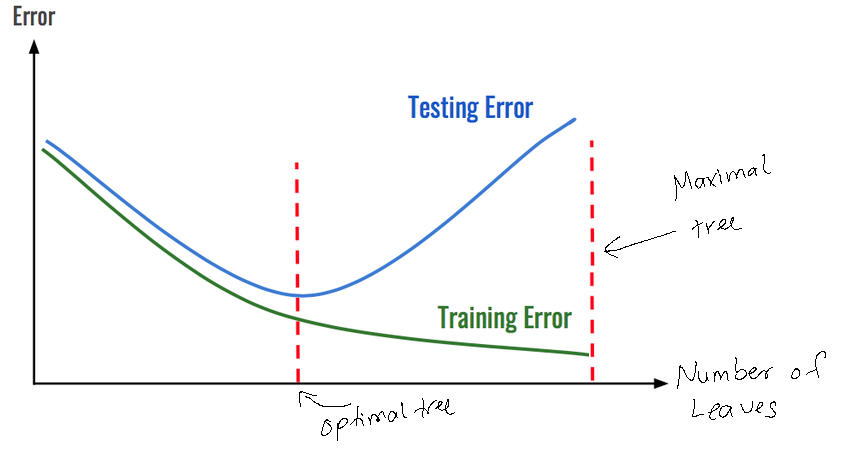 Error
Testing Error
Maximal
tree
Training Error
Number of
Leaves
optimal tree